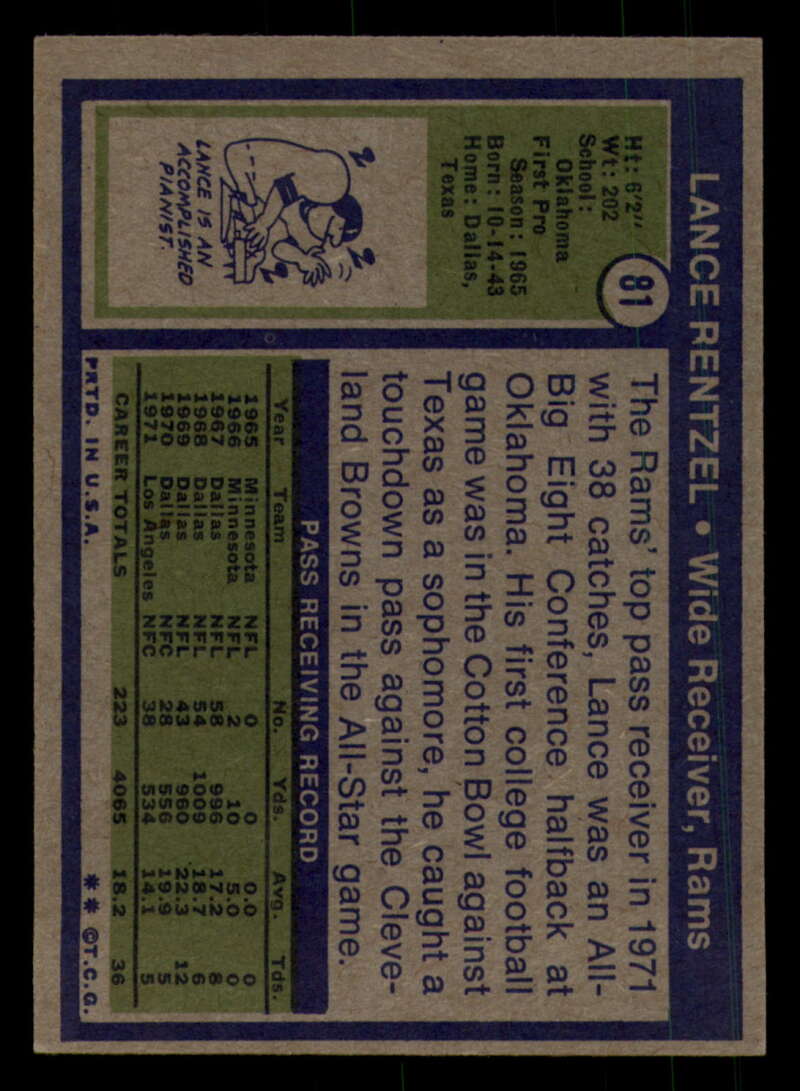 LANCE RENTZEL • Wide Receiver, Rams
81
Ht: 6'2"
Wt: 202
School:
Oklahoma
First Pro
Season: 1965
Born: 10-14-43
Home: Dallas,
Texas
LANCE IS AN
ACCOMPLISHED
PIANIST.
The Rams' top pass receiver in 1971
with 38 catches, Lance was an All-
Big Eight Conference halfback at
Oklahoma. His first college football
game was in the Cotton Bowl against
Texas as a sophomore, he caught a
touchdown pass against the Cleve-
land Browns in the All-Star game.
PASS RECEIVING RECORD
Year Team No. Yds. Avg. Tds.
1965 Minnesota NFL 0 0 0.0 0
1966 Minnesota NFL 2 10 5.0 0
1967 Dallas NFL 58 996 17.2 8
1968 Dallas NFL 54 1009 18.7 6
1969 Dallas NFL 43 960 22.3 12
1970 Dallas NFC 28 556 19.9 5
1971 Los Angeles NFC 38 534 14.1 5
CAREER TOTALS 223 4065 18.2 36
PRTD. IN U.S.A. ** ©T.C.G.